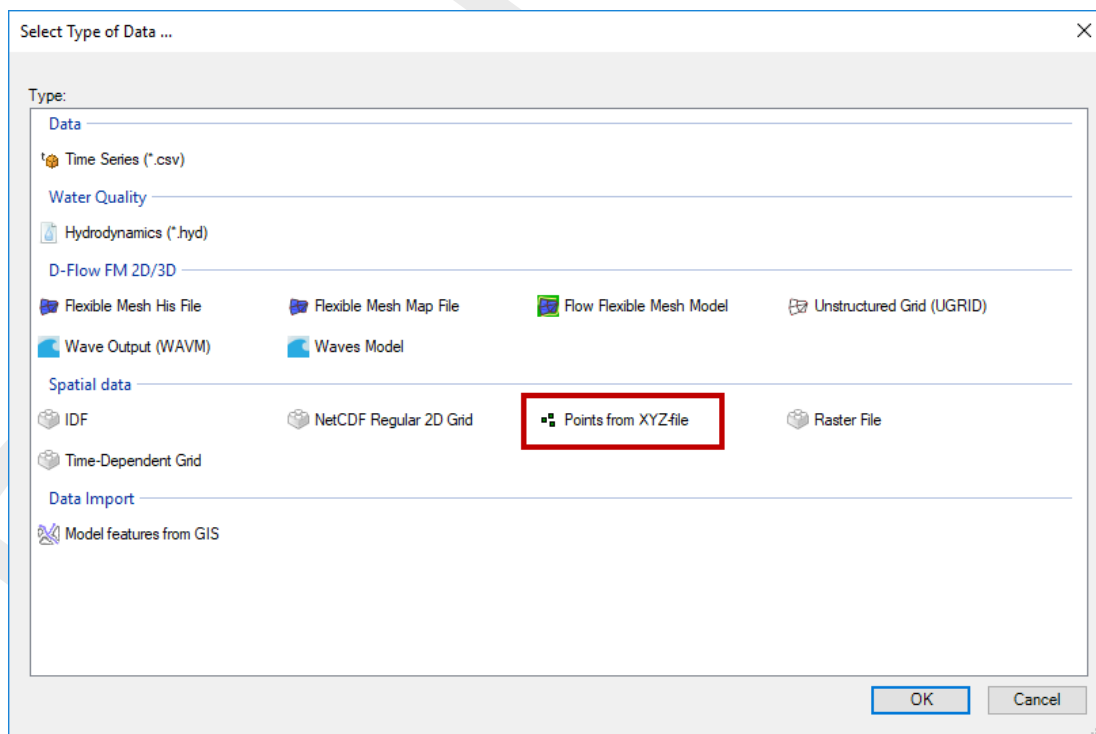 Select Type of Data ...
Type:
Data
Time Series (*.csv)
Water Quality
Hydrodynamics (*.hyd)
D-Flow FM 2D/3D
Flexible Mesh His File Flexible Mesh Map File Flow Flexible Mesh Model Unstructured Grid (UGRID)
Wave Output (WAVM) Waves Model
Spatial data
IDF NetCDF Regular 2D Grid Points from XYZ-file Raster File
Time-Dependent Grid
Data Import
Model features from GIS
OK Cancel